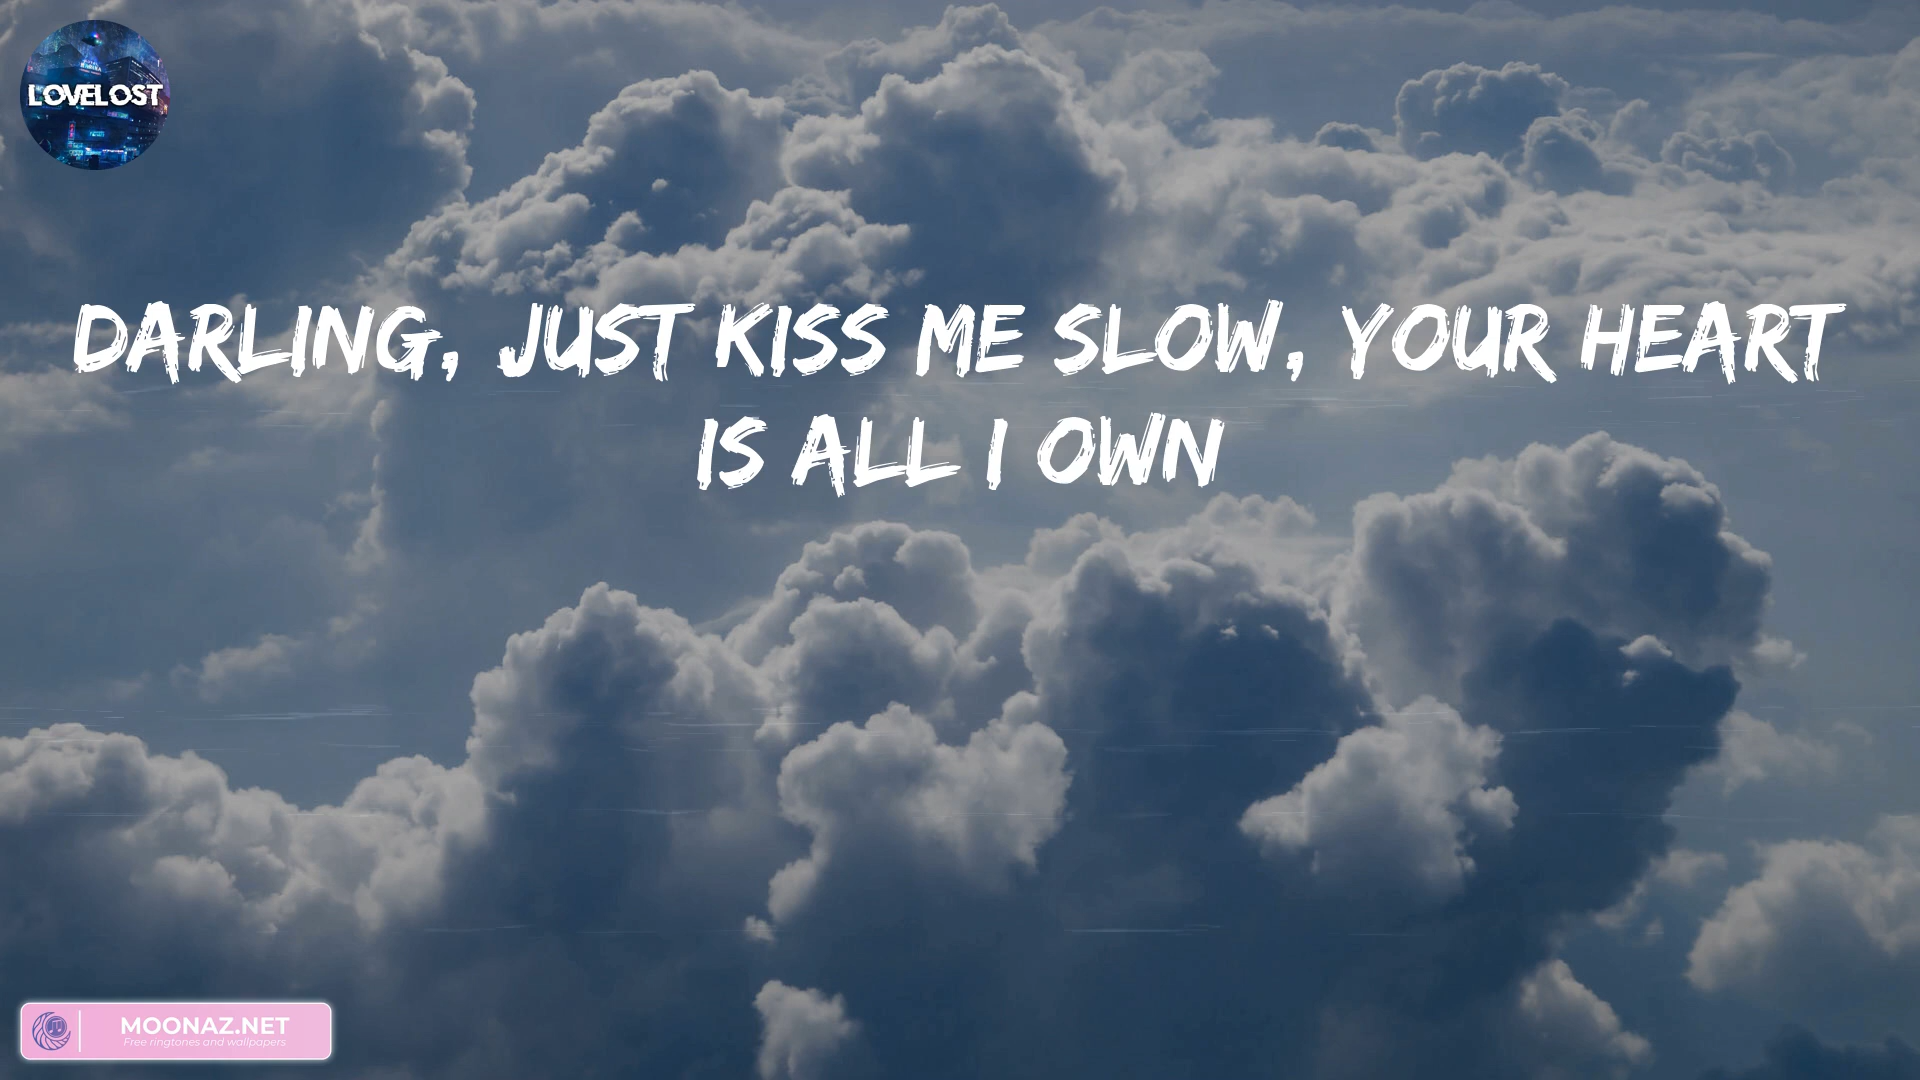 LOVELOST
DARLING, JUST KISS ME SLOW, YOUR HEART
IS ALL I OWN
MOONAZ.NET
Free ringtones and wallpapers